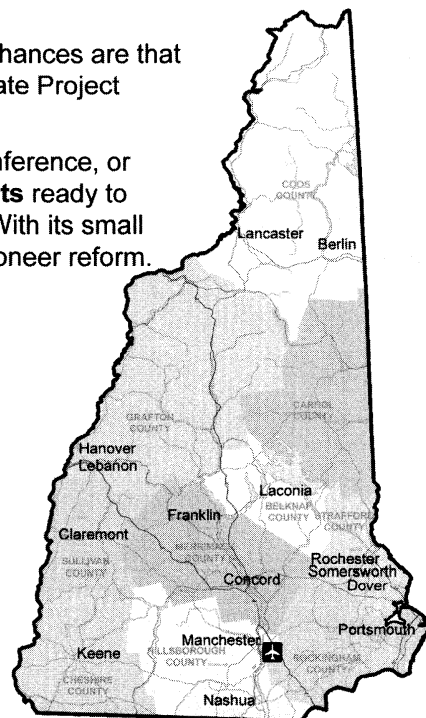 hances are that
ate Project
nference, or
ts ready to
With its small
oneer reform.
COOS
COUNTY
Lancaster
Berlin
CARROLL
COUNTY
GRAFTON
COUNTY
Hanover
Lebanon
Laconia
BELKNAP
COUNTY
STRAFFORD
COUNTY
Franklin
MERRIMACK
COUNTY
Claremont
SULLIVAN
COUNTY
Concord
Rochester
Somersworth
Dover
Portsmouth
Manchester
HILLSBOROUGH
COUNTY
ROCKINGHAM
COUNTY
Keene
CHESHIRE
COUNTY
Nashua